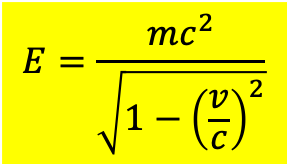 E = mc² / √(1 − (v/c)²)